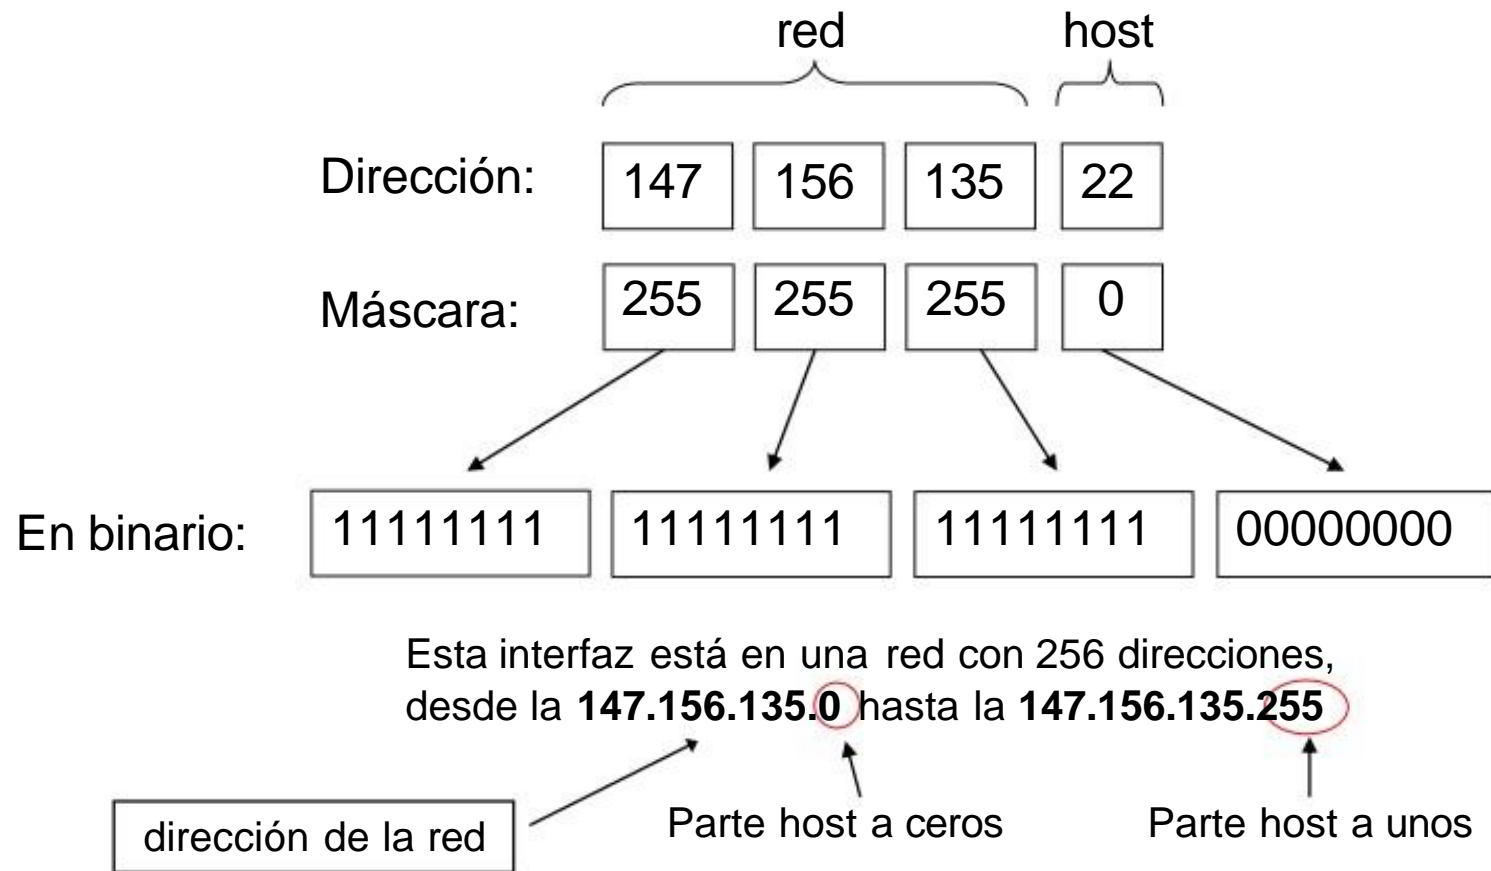 red host
Dirección: 147 156 135 22
Máscara: 255 255 255 0
En binario: 11111111 11111111 11111111 00000000
Esta interfaz está en una red con 256 direcciones,
desde la 147.156.135.0 hasta la 147.156.135.255
dirección de la red Parte host a ceros Parte host a unos